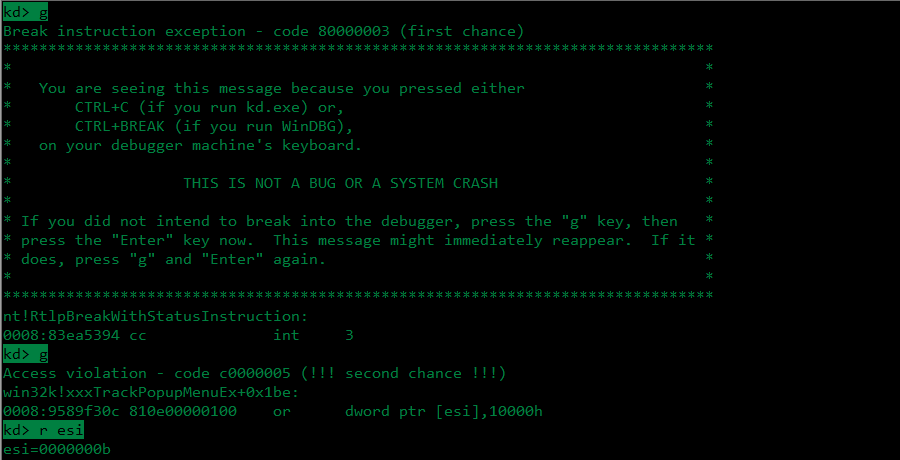 kd> g
Break instruction exception - code 80000003 (first chance)
*******************************************************************************
*                                                                             *
*   You are seeing this message because you pressed either                    *
*       CTRL+C (if you run kd.exe) or,                                        *
*       CTRL+BREAK (if you run WinDBG),                                       *
*   on your debugger machine's keyboard.                                      *
*                                                                             *
*                   THIS IS NOT A BUG OR A SYSTEM CRASH                       *
*                                                                             *
* If you did not intend to break into the debugger, press the "g" key, then   *
* press the "Enter" key now.  This message might immediately reappear.  If it *
* does, press "g" and "Enter" again.                                          *
*                                                                             *
*******************************************************************************
nt!RtlpBreakWithStatusInstruction:
0008:83ea5394 cc              int     3
kd> g
Access violation - code c0000005 (!!! second chance !!!)
win32k!xxxTrackPopupMenuEx+0x1be:
0008:9589f30c 810e00000100    or      dword ptr [esi],10000h
kd> r esi
esi=0000000b